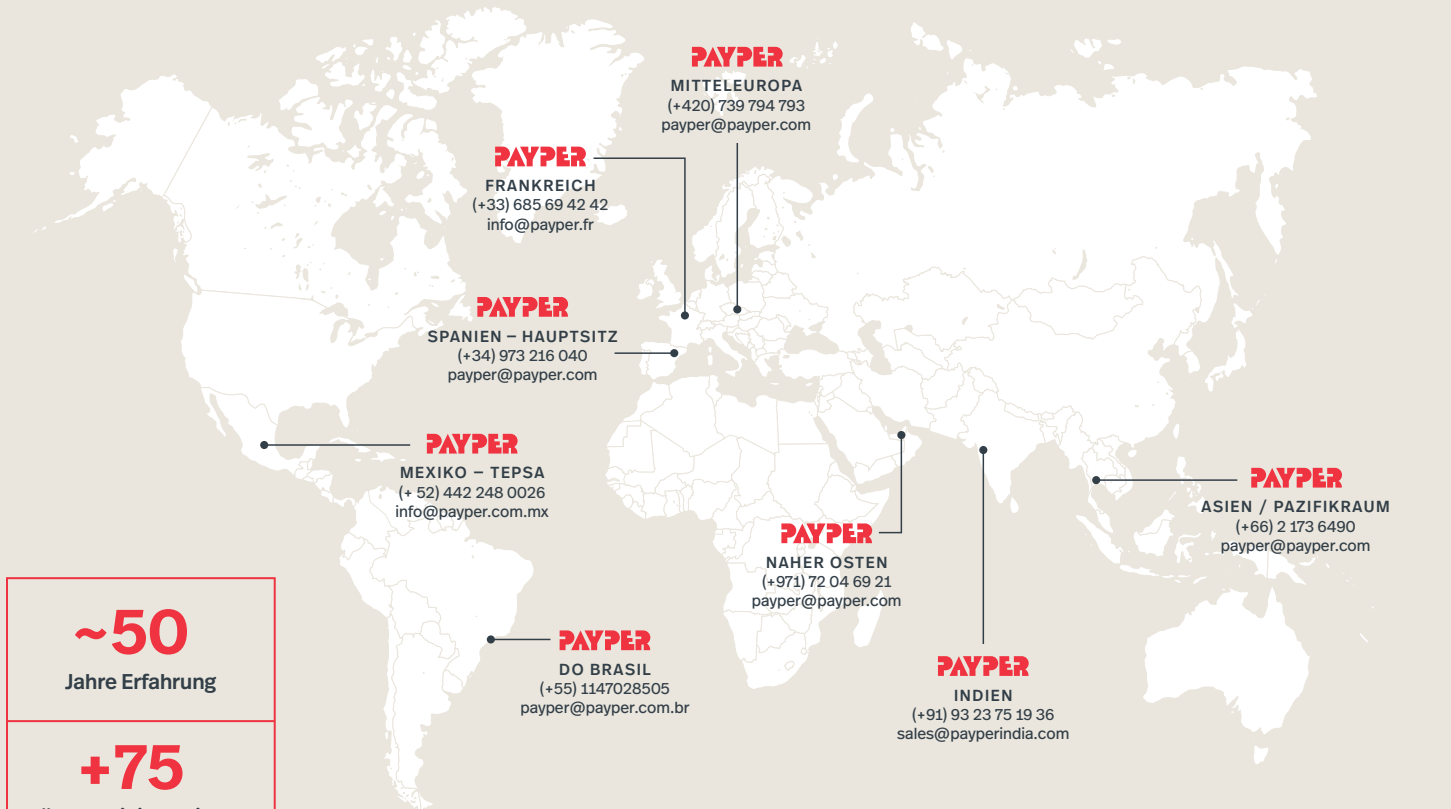 PAYPER
MITTELEUROPA
(+420) 739 794 793
payper@payper.com
PAYPER
FRANKREICH
(+33) 685 69 42 42
info@payper.fr
PAYPER
SPANIEN – HAUPTSITZ
(+34) 973 216 040
payper@payper.com
PAYPER
MEXIKO – TEPSA
(+ 52) 442 248 0026
info@payper.com.mx
PAYPER
ASIEN / PAZIFIKRAUM
(+66) 2 173 6490
payper@payper.com
PAYPER
NAHER OSTEN
(+971) 72 04 69 21
payper@payper.com
PAYPER
DO BRASIL
(+55) 1147028505
payper@payper.com.br
PAYPER
INDIEN
(+91) 93 23 75 19 36
sales@payperindia.com
~50
Jahre Erfahrung
+75